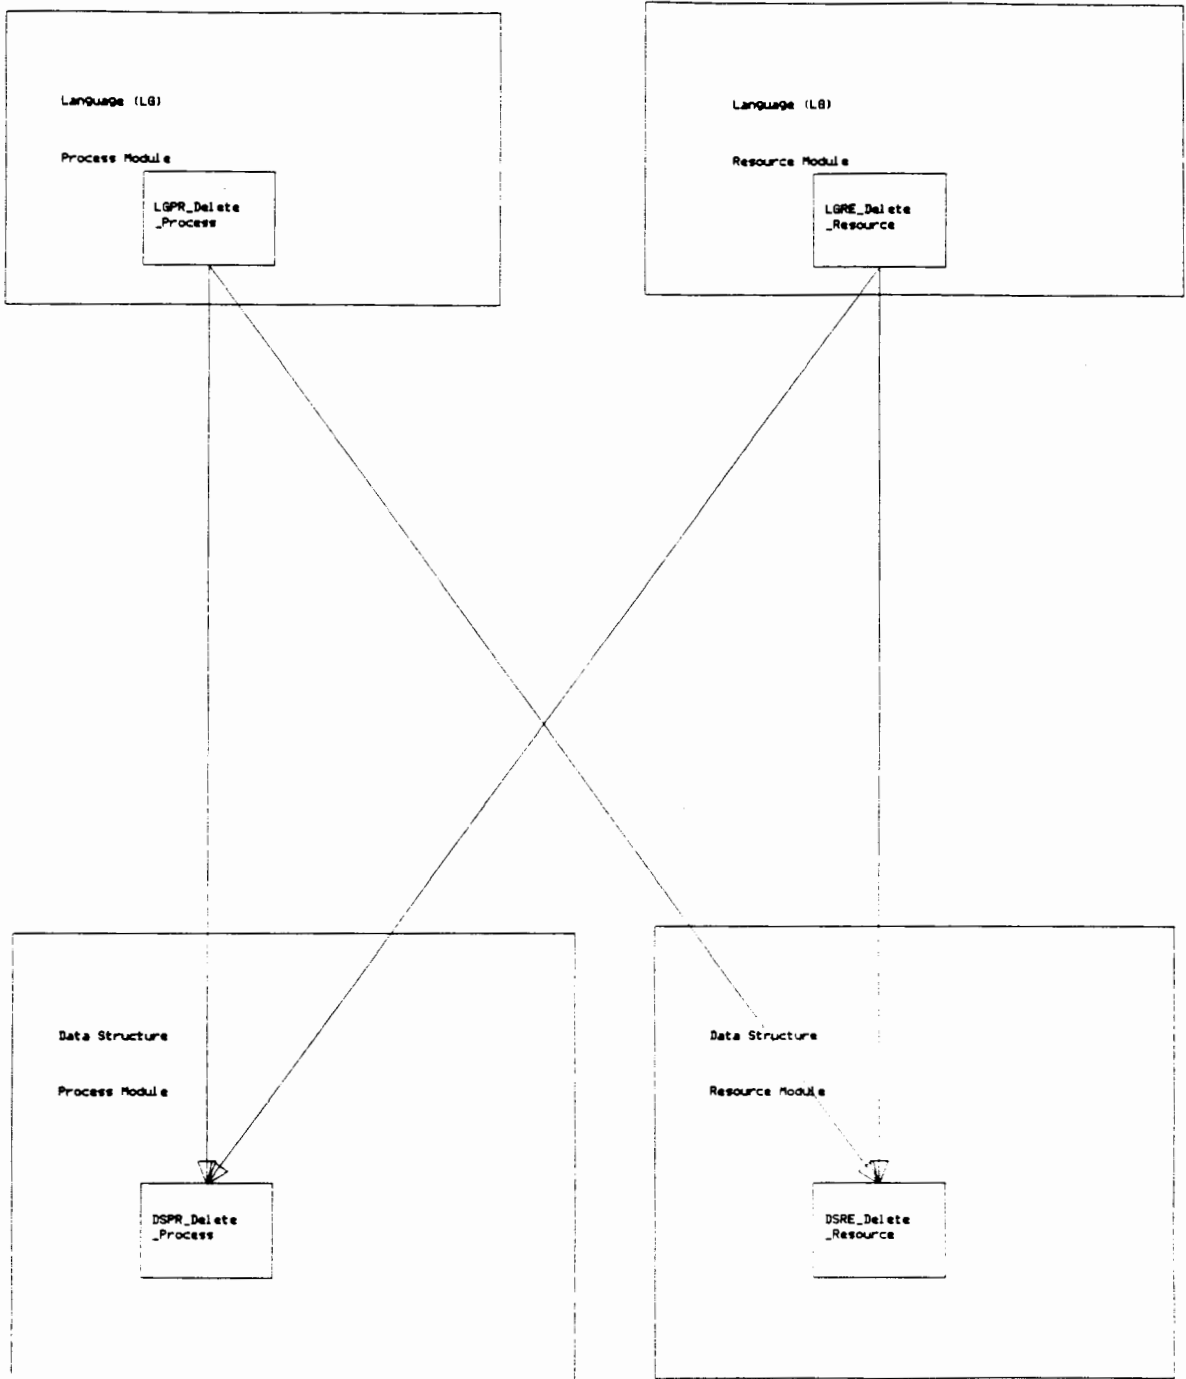 Language (LG)
Process Module
LGPR_Delete
_Process
Language (LG)
Resource Module
LGRE_Delete
_Resource
Data Structure
Process Module
DSPR_Delete
_Process
Data Structure
Resource Module
DSRE_Delete
_Resource